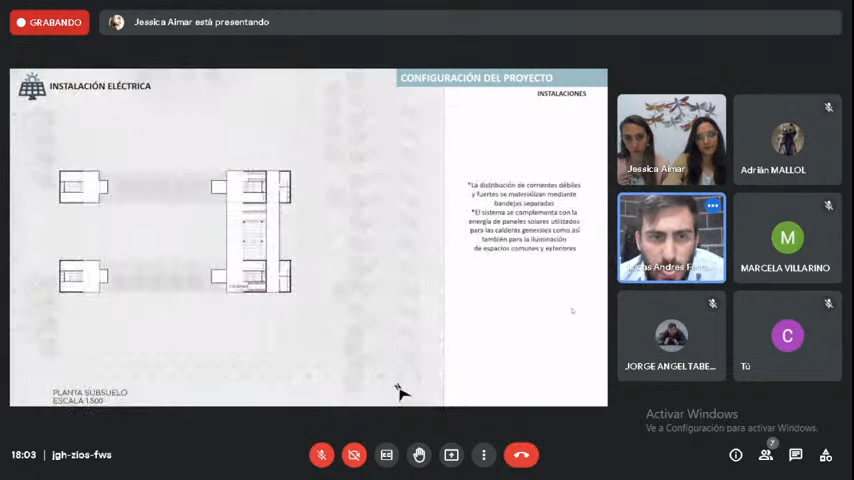 GRABANDO
Jessica Aimar está presentando
INSTALACIÓN ELÉCTRICA
CONFIGURACIÓN DEL PROYECTO
INSTALACIONES
*La distribución de corrientes débiles
y fuertes se materializan mediante
bandejas separadas
*El sistema se complementa con la
energía de paneles solares utilizados
para las calderas generales como así
también para la iluminación
de espacios comunes y exteriores
PLANTA SUBSUELO
ESCALA 1:500
N
Jessica Aimar
Adrián MALLOL
Andres
M
MARCELA VILLARINO
JORGE ANGEL TABE...
C
Tú
Activar Windows
Ve a Configuración para activar Windows.
18:03 | jgh-zios-fws
7